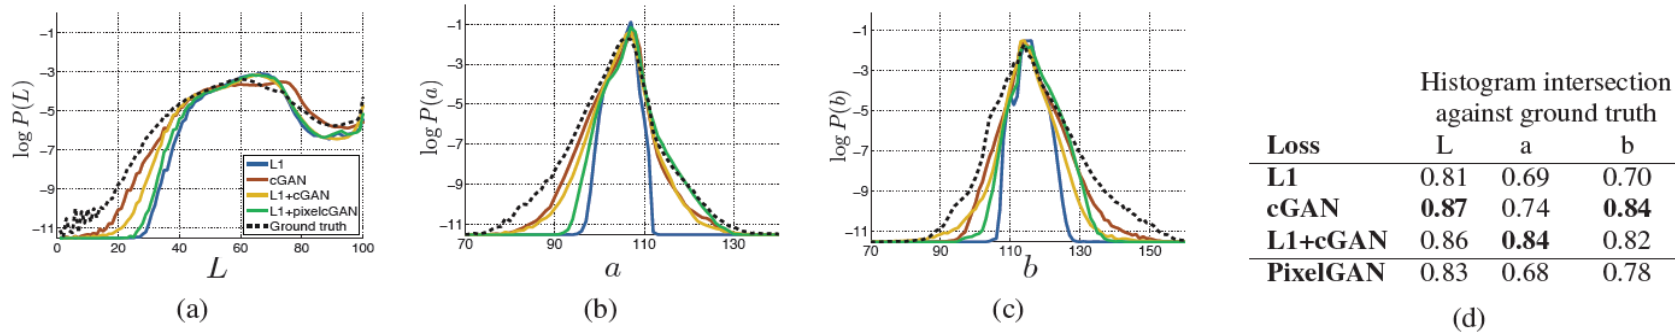 −1
−3
−5
−7
−9
−11
log P(L)
0 20 40 60 80 100
L
L1
cGAN
L1+cGAN
L1+pixelcGAN
Ground truth
(a)
−1
−3
−5
−7
−9
−11
log P(a)
70 90 110 130
a
(b)
−1
−3
−5
−7
−9
−11
log P(b)
70 90 110 130 150
b
(c)
Histogram intersection
against ground truth
Loss L a b
L1 0.81 0.69 0.70
cGAN 0.87 0.74 0.84
L1+cGAN 0.86 0.84 0.82
PixelGAN 0.83 0.68 0.78
(d)